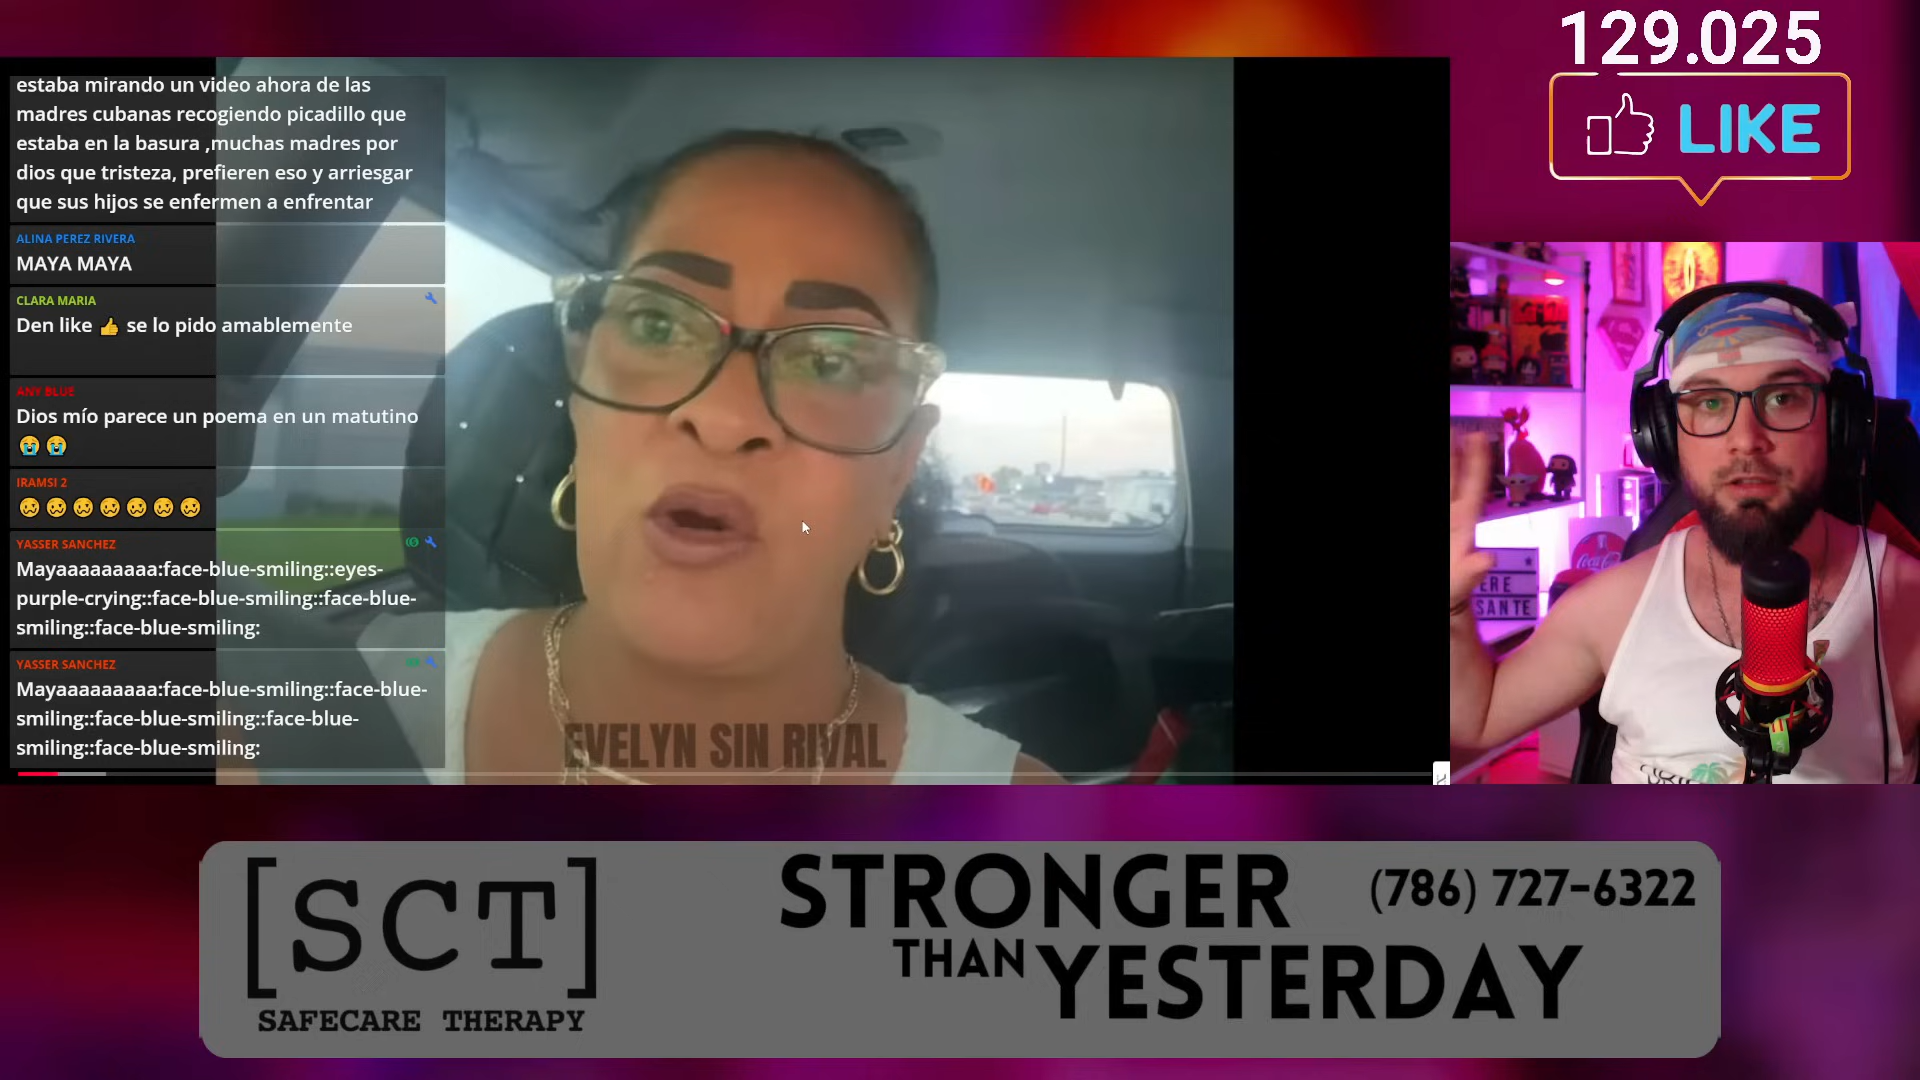 129.025
LIKE
estaba mirando un video ahora de las
madres cubanas recogiendo picadillo que
estaba en la basura ,muchas madres por
dios que tristeza, prefieren eso y arriesgar
que sus hijos se enfermen a enfrentar
ALINA PEREZ RIVERA
MAYA MAYA
CLARA MARIA
Den like 👍 se lo pido amablemente
ANY BLUE
Dios mío parece un poema en un matutino
😭 😭
IRAMSI 2
YASSER SANCHEZ
Mayaaaaaaaaa:face-blue-smiling::eyes-
purple-crying::face-blue-smiling::face-blue-
smiling::face-blue-smiling:
YASSER SANCHEZ
Mayaaaaaaaaa:face-blue-smiling::face-blue-
smiling::face-blue-smiling::face-blue-
smiling::face-blue-smiling:
EVELYN SIN RIVAL
Coca-Cola
ERE
SANTE
[SCT]
SAFECARE THERAPY
STRONGER
THAN YESTERDAY
(786) 727-6322